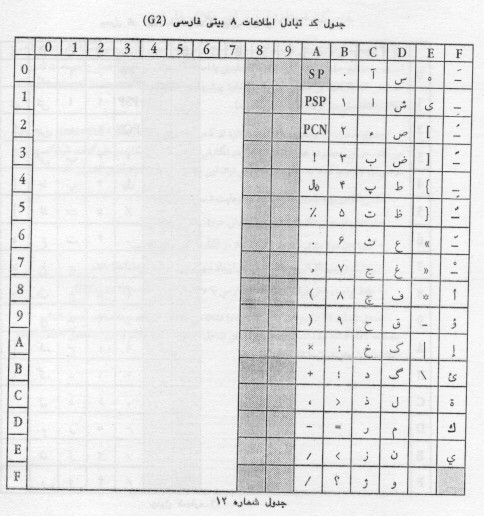 جدول کد تبادل اطلاعات ۸ بیتی فارسی (G2)
0 1 2 3 4 5 6 7 8 9 A B C D E F
0 SP ۰ آ س ه
1 PSP ۱ ا ش ی
2 PCN ۲ ء ص [
3 ! ۳ ب ض ]
4 ﷼ ۴ پ ط {
5 ٪ ۵ ت ظ }
6 . ۶ ث ع «
7 ۷ ج غ »
8 ( ۸ چ ف * أ
9 ) ۹ ح ق - ؤ
A × : خ ک | إ
B + ! د گ \ ئ
C ، < ذ ل ة
D - = ر م ك
E > ز ن ي
F / ؟ ژ و
جدول شماره ۱۲